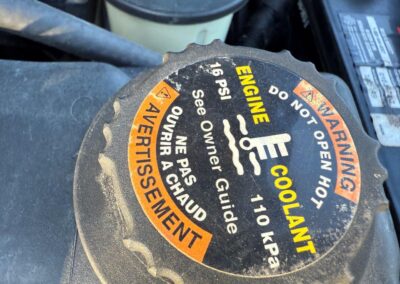 WARNING
DO NOT OPEN HOT
ENGINE COOLANT
16 PSI
110 kPa
See Owner Guide
NE PAS
OUVRIR À CHAUD
AVERTISSEMENT